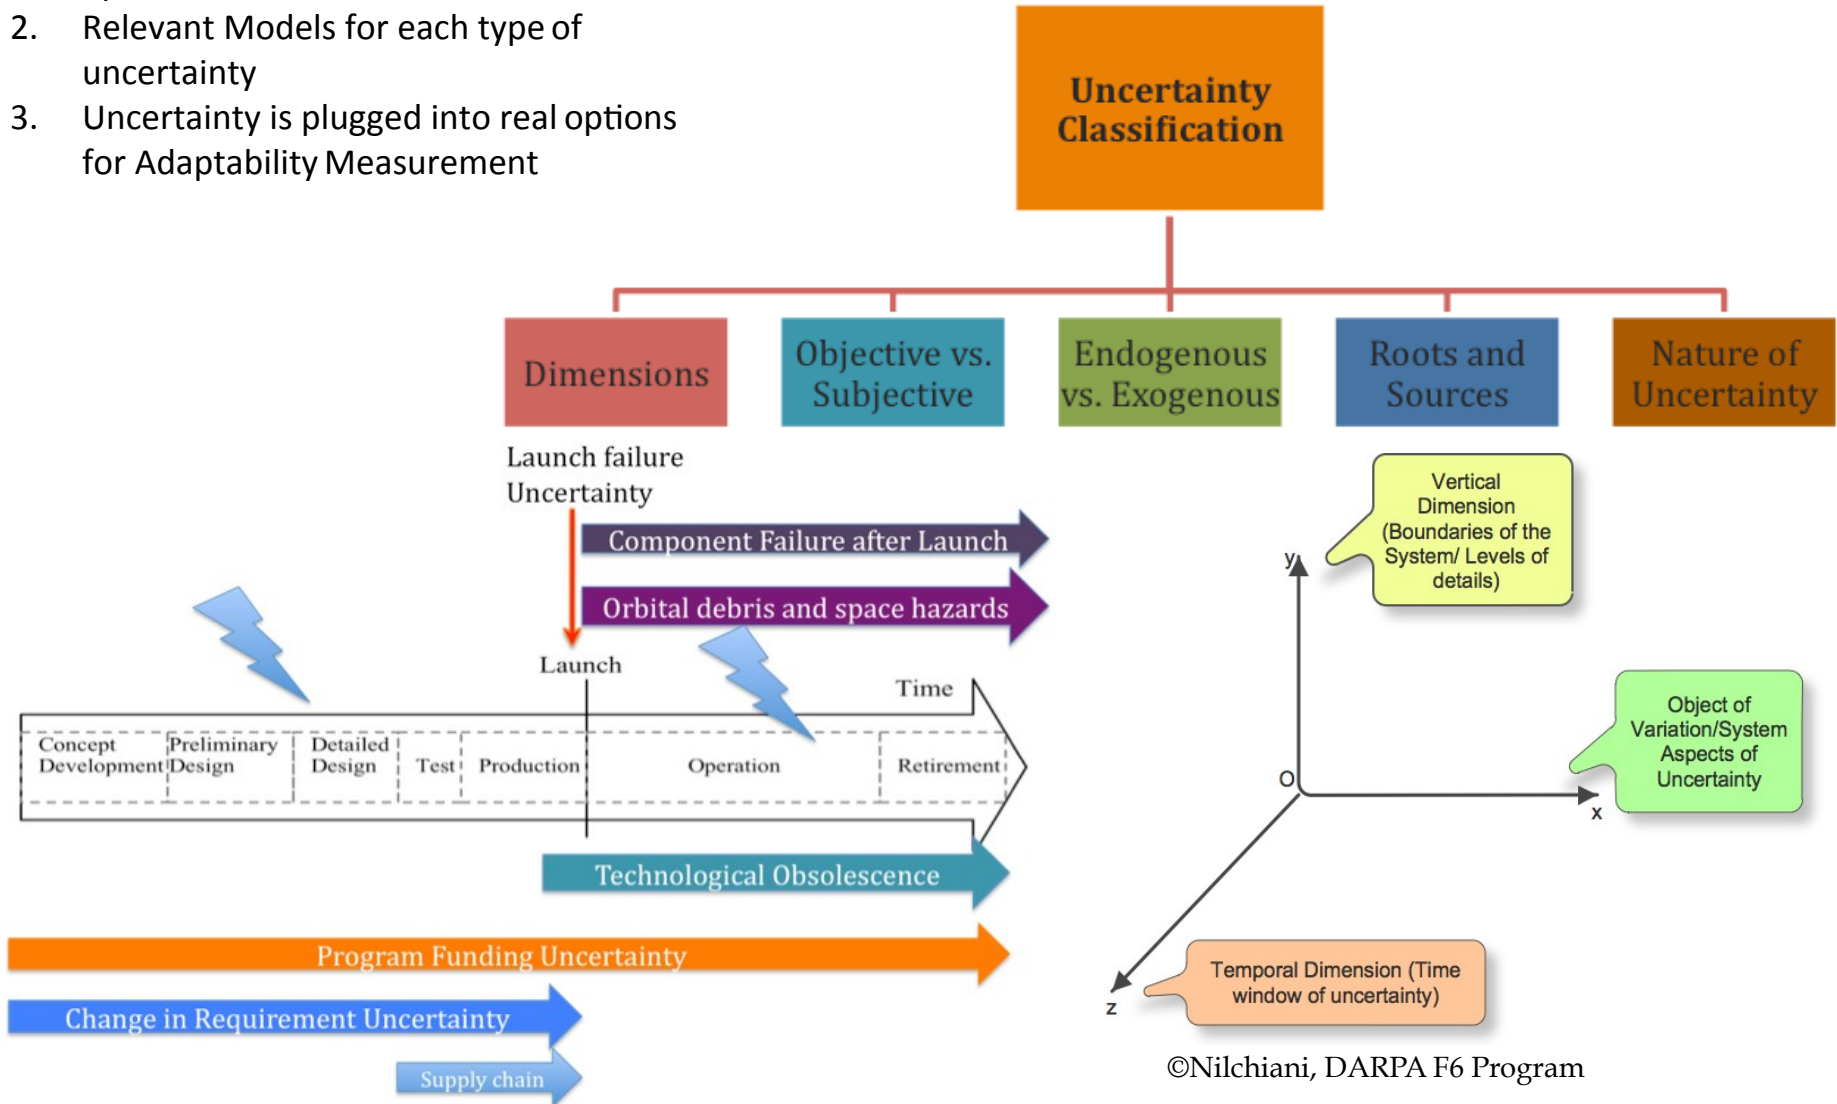 2. Relevant Models for each type of
uncertainty
3. Uncertainty is plugged into real options
for Adaptability Measurement
Uncertainty
Classification
Dimensions
Objective vs.
Subjective
Endogenous
vs. Exogenous
Roots and
Sources
Nature of
Uncertainty
Launch failure
Uncertainty
Component Failure after Launch
Orbital debris and space hazards
Launch
Time
Concept
Development
Preliminary
Design
Detailed
Design
Test
Production
Operation
Retirement
Technological Obsolescence
Program Funding Uncertainty
Change in Requirement Uncertainty
Supply chain
Vertical
Dimension
(Boundaries of the
System/ Levels of
details)
y
Object of
Variation/System
Aspects of
Uncertainty
O
x
Temporal Dimension (Time
window of uncertainty)
z
©Nilchiani, DARPA F6 Program